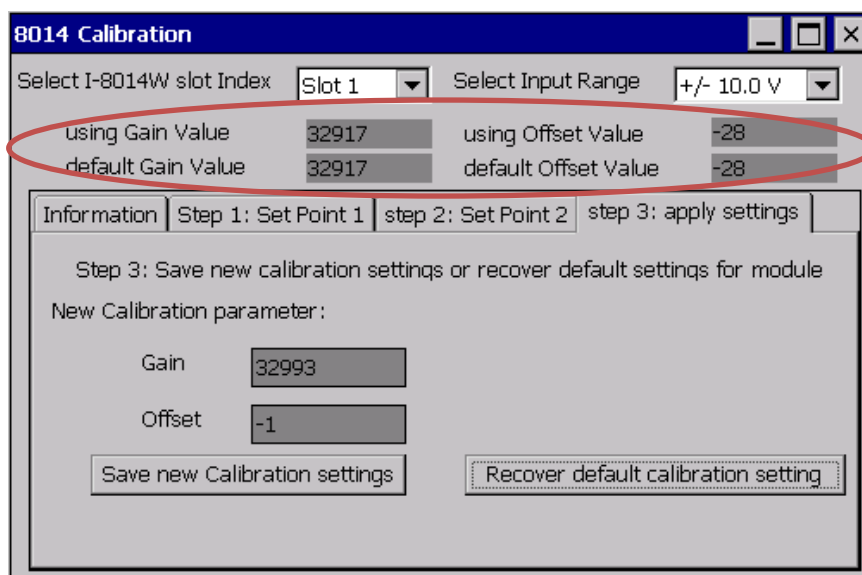 8014 Calibration
Select I-8014W slot Index Slot 1 Select Input Range +/- 10.0 V
using Gain Value 32917 using Offset Value -28
default Gain Value 32917 default Offset Value -28
Information Step 1: Set Point 1 step 2: Set Point 2 step 3: apply settings
Step 3: Save new calibration settings or recover default settings for module
New Calibration parameter:
Gain 32993
Offset -1
Save new Calibration settings Recover default calibration setting